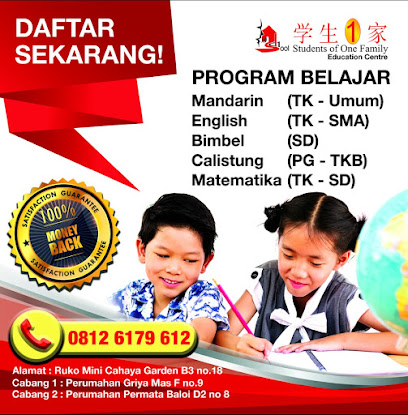 DAFTAR
SEKARANG!
学生1家
School Students of One Family
Education Centre
PROGRAM BELAJAR
Mandarin (TK - Umum)
English (TK - SMA)
Bimbel (SD)
Calistung (PG - TKB)
Matematika (TK - SD)
SATISFACTION GUARANTEE
100%
MONEY
BACK
SATISFACTION GUARANTEE
0812 6179 612
Alamat : Ruko Mini Cahaya Garden B3 no.18
Cabang 1 : Perumahan Griya Mas F no.9
Cabang 2 : Perumahan Permata Baloi D2 no 8